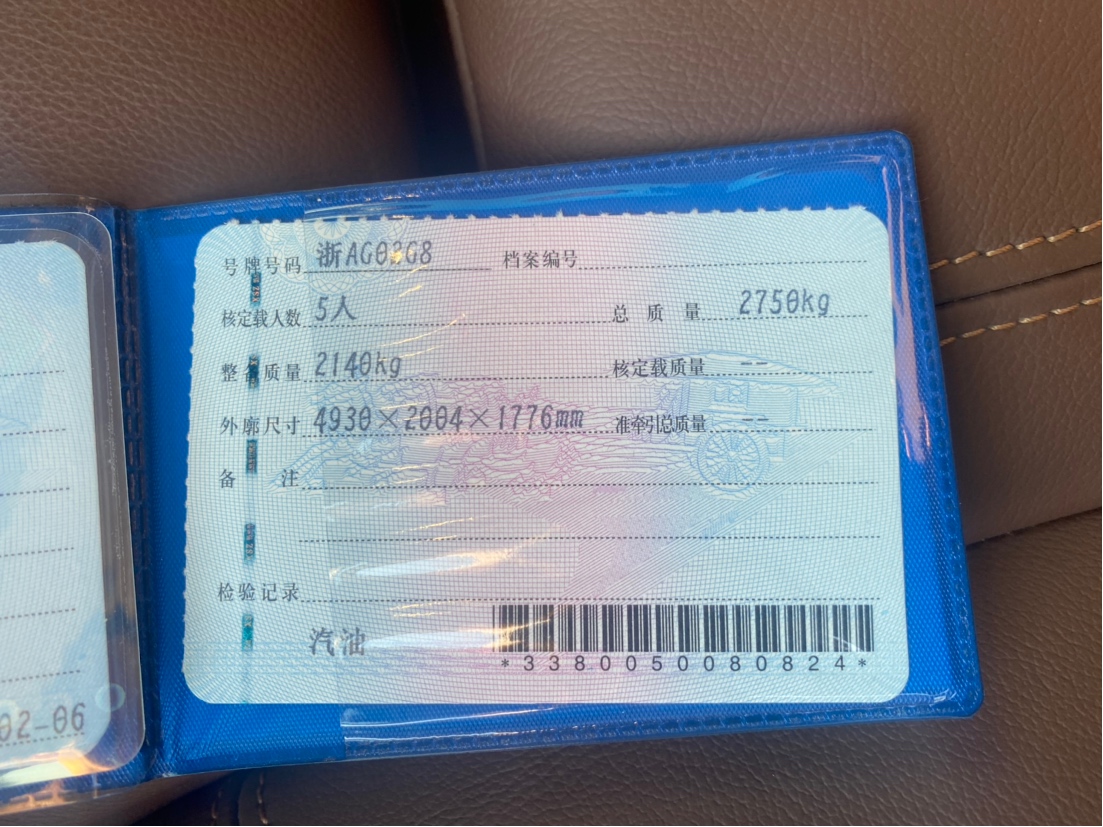 号牌号码 浙AG03G8 档案编号
核定载人数 5人 总质量 2750kg
整备质量 2140kg 核定载质量 --
外廓尺寸 4930×2004×1776mm 准牵引总质量 --
备注
检验记录
汽油
*3380050080824*
02-06